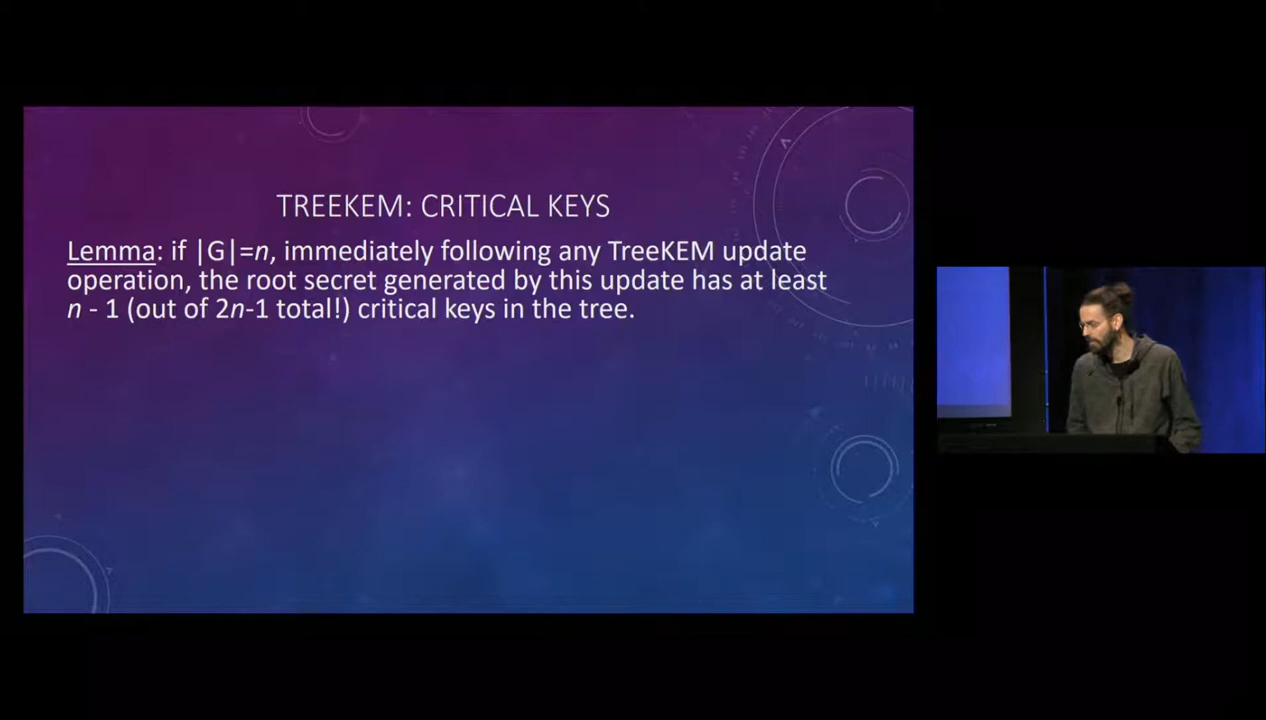 TREEKEM: CRITICAL KEYS
Lemma: if |G|=n, immediately following any TreeKEM update
operation, the root secret generated by this update has at least
n - 1 (out of 2n-1 total!) critical keys in the tree.